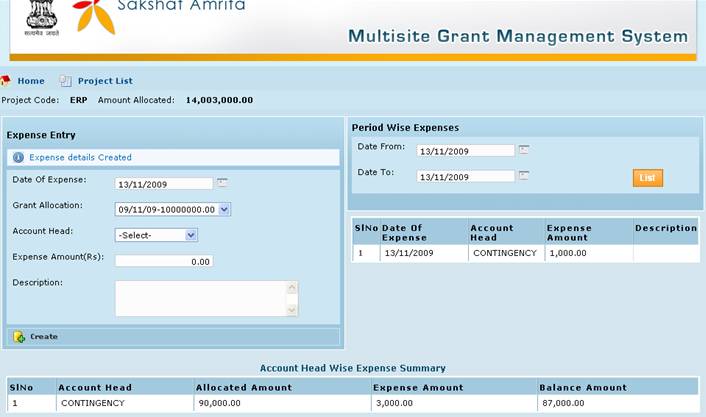 सत्यमेव जयते
Sakshat Amrita
Multisite Grant Management System
Home Project List
Project Code: ERP Amount Allocated: 14,003,000.00
Expense Entry
Expense details Created
Date Of Expense: 13/11/2009
Grant Allocation: 09/11/09-10000000.00
Account Head: -Select-
Expense Amount(Rs): 0.00
Description:
Create
Period Wise Expenses
Date From: 13/11/2009
Date To: 13/11/2009
List
SlNo Date Of Expense Account Head Expense Amount Description
1 13/11/2009 CONTINGENCY 1,000.00
Account Head Wise Expense Summary
SlNo Account Head Allocated Amount Expense Amount Balance Amount
1 CONTINGENCY 90,000.00 3,000.00 87,000.00